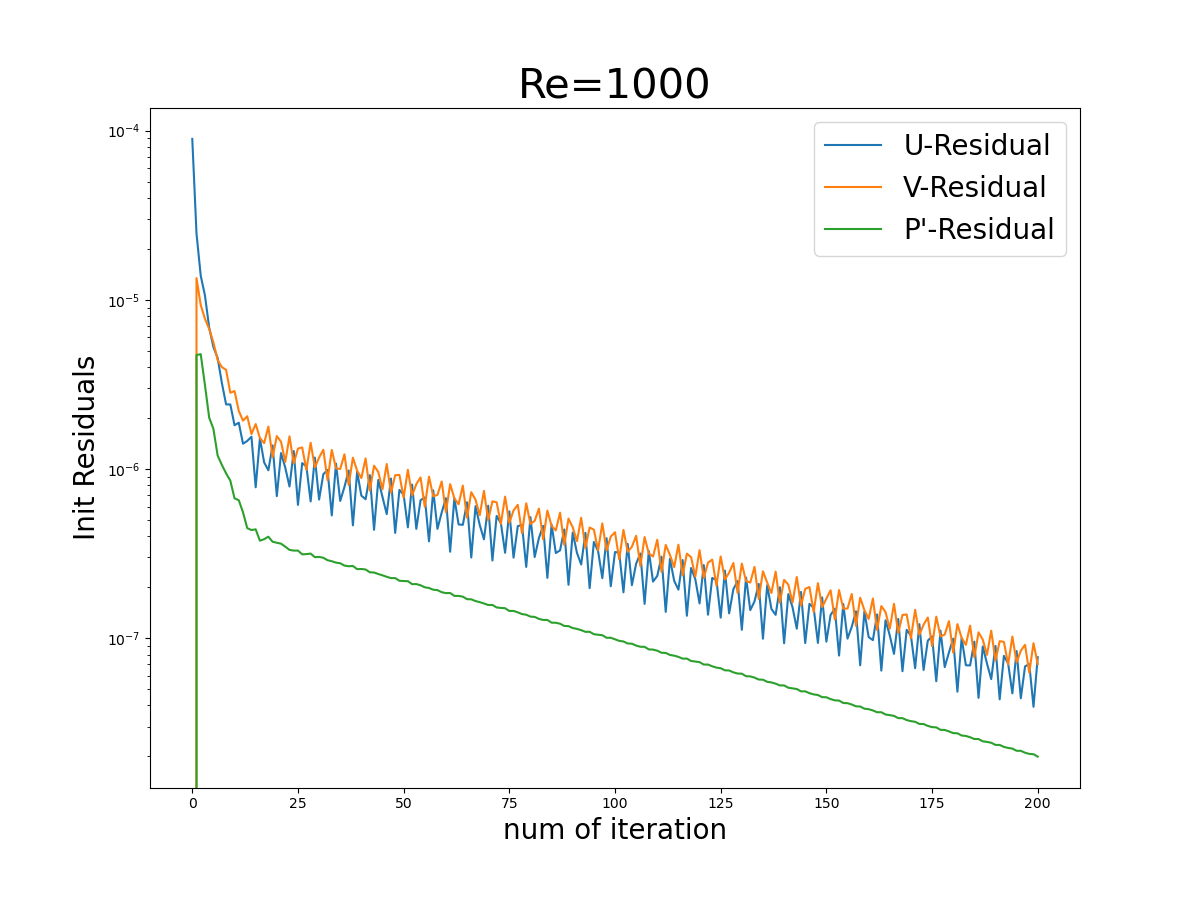 Re=1000
U-Residual
V-Residual
P'-Residual
Init Residuals
10⁻⁴
10⁻⁵
10⁻⁶
10⁻⁷
0 25 50 75 100 125 150 175 200
num of iteration